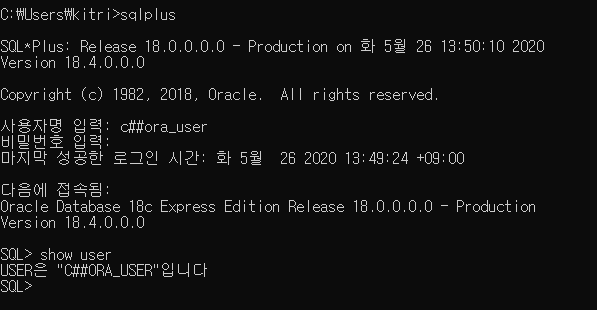 C:₩Users₩kitri>sqlplus
SQL*Plus: Release 18.0.0.0.0 - Production on 화 5월 26 13:50:10 2020
Version 18.4.0.0.0
Copyright (c) 1982, 2018, Oracle.  All rights reserved.
사용자명 입력: c##ora_user
비밀번호 입력:
마지막 성공한 로그인 시간: 화 5월  26 2020 13:49:24 +09:00
다음에 접속됨:
Oracle Database 18c Express Edition Release 18.0.0.0.0 - Production
Version 18.4.0.0.0
SQL> show user
USER은 "C##ORA_USER"입니다
SQL>